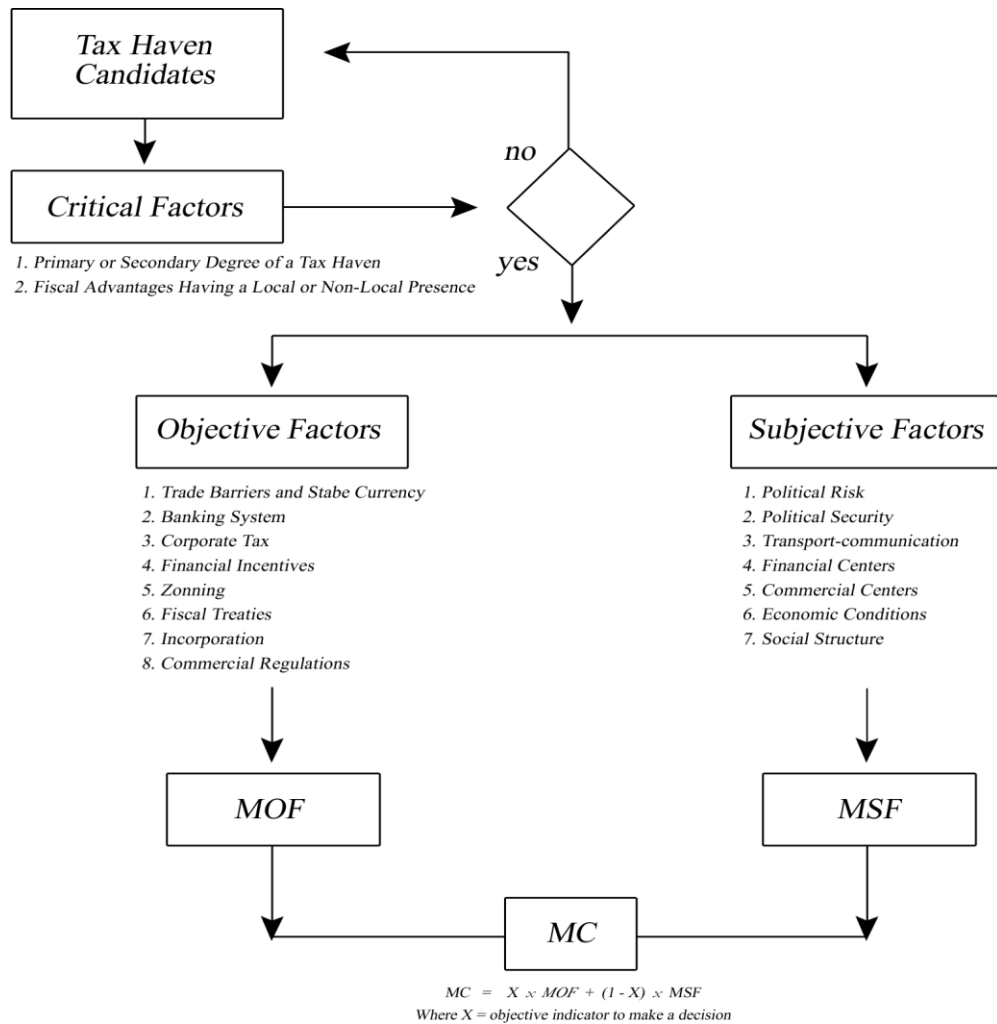 Tax Haven
Candidates
no
Critical Factors
yes
1. Primary or Secondary Degree of a Tax Haven
2. Fiscal Advantages Having a Local or Non-Local Presence
Objective Factors
1. Trade Barriers and Stabe Currency
2. Banking System
3. Corporate Tax
4. Financial Incentives
5. Zonning
6. Fiscal Treaties
7. Incorporation
8. Commercial Regulations
Subjective Factors
1. Political Risk
2. Political Security
3. Transport-communication
4. Financial Centers
5. Commercial Centers
6. Economic Conditions
7. Social Structure
MOF
MSF
MC
MC = X x MOF + (1 - X) x MSF
Where X = objective indicator to make a decision